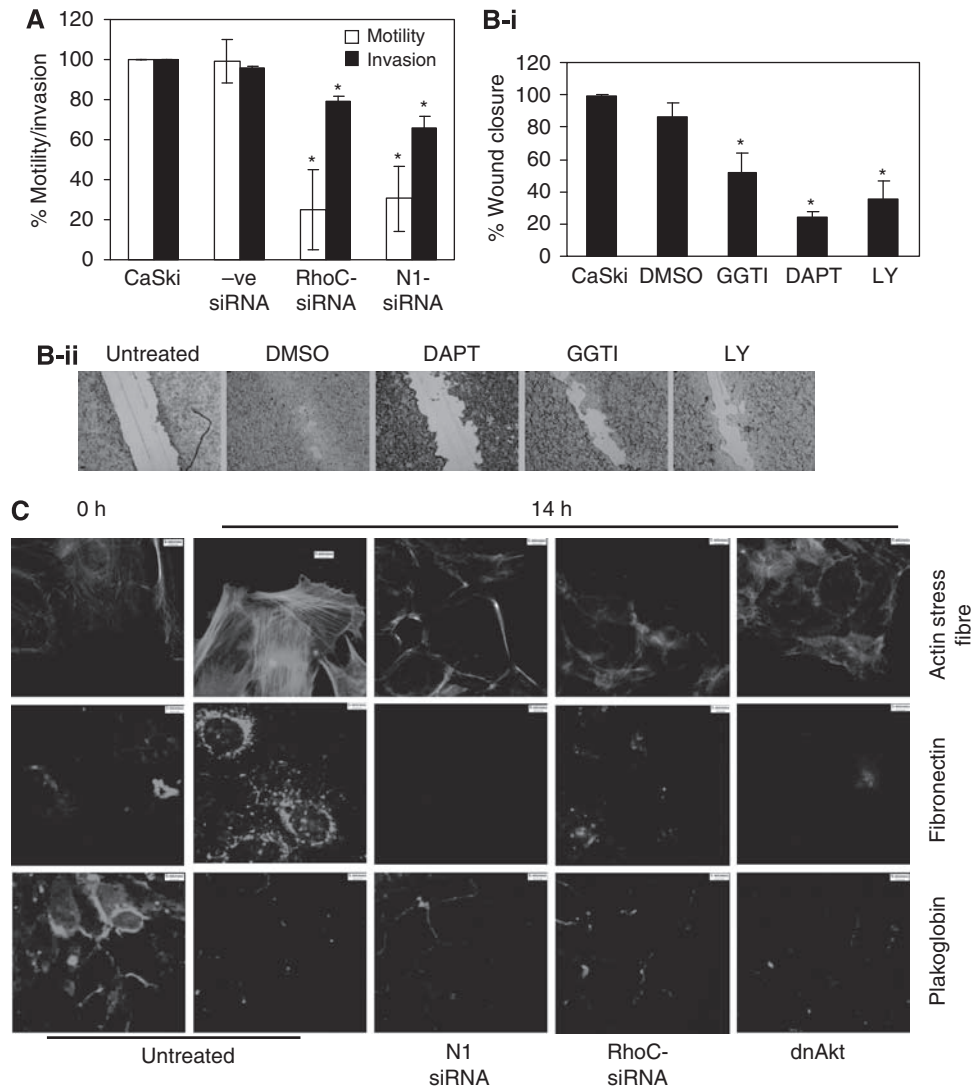 A
% Motility/invasion
120
100
80
60
40
20
0
Motility
Invasion
*
*
*
*
CaSki
–ve siRNA
RhoC-siRNA
N1-siRNA
B-i
% Wound closure
120
100
80
60
40
20
0
*
*
*
CaSki
DMSO
GGTI
DAPT
LY
B-ii
Untreated
DMSO
DAPT
GGTI
LY
C
0 h
14 h
Actin stress fibre
Fibronectin
Plakoglobin
Untreated
N1 siRNA
RhoC-siRNA
dnAkt